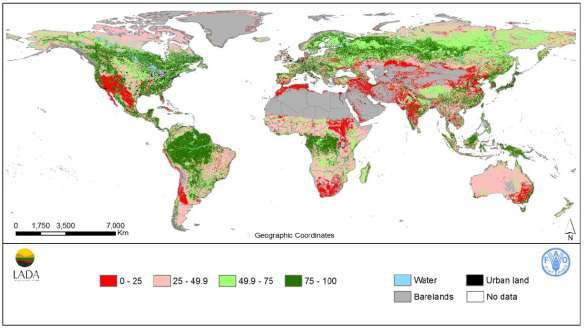 0 1,750 3,500 7,000
Km
Geographic Coordinates
N
LADA
0 - 25
25 - 49.9
49.9 - 75
75 - 100
Water
Barelands
Urban land
No data
FAO